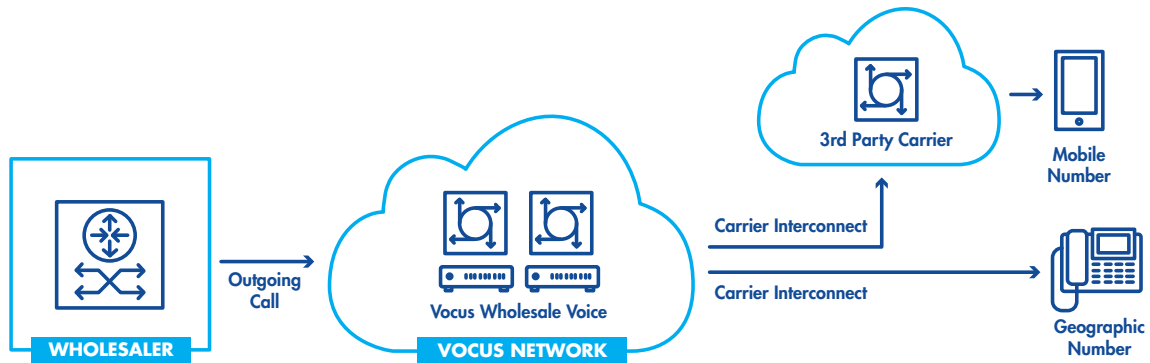 WHOLESALER
Outgoing
Call
Vocus Wholesale Voice
VOCUS NETWORK
Carrier Interconnect
Carrier Interconnect
3rd Party Carrier
Mobile
Number
Geographic
Number